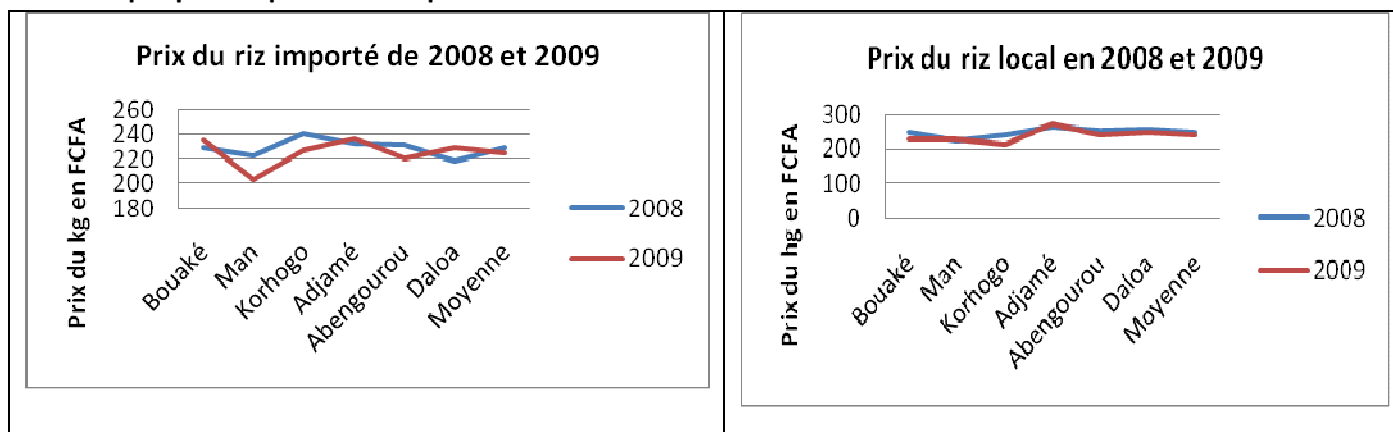 Prix du riz importé de 2008 et 2009
Prix du kg en FCFA
260
240
220
200
180
Bouaké
Man
Korhogo
Adjamé
Abengourou
Daloa
Moyenne
2008
2009
Prix du riz local en 2008 et 2009
Prix du hg en FCFA
300
200
100
0
Bouaké
Man
Korhogo
Adjamé
Abengourou
Daloa
Moyenne
2008
2009